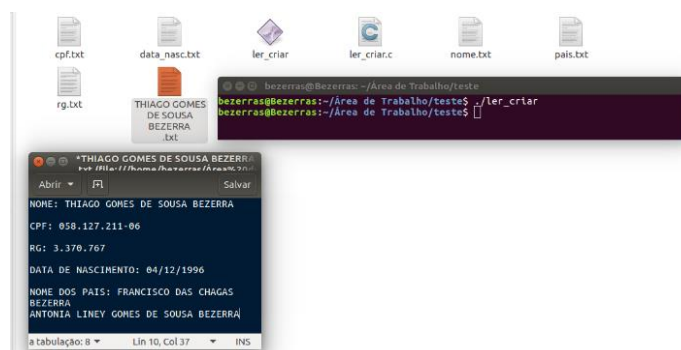 cpf.txt
data_nasc.txt
ler_criar
ler_criar.c
nome.txt
pais.txt
rg.txt
THIAGO GOMES
DE SOUSA
BEZERRA
.txt
bezerras@Bezerras: ~/Área de Trabalho/teste
bezerras@Bezerras:~/Área de Trabalho/teste$ ./ler_criar
bezerras@Bezerras:~/Área de Trabalho/teste$
*THIAGO GOMES DE SOUSA BEZERRA
Abrir
Salvar
NOME: THIAGO GOMES DE SOUSA BEZERRA
CPF: 058.127.211-06
RG: 3.370.767
DATA DE NASCIMENTO: 04/12/1996
NOME DOS PAIS: FRANCISCO DAS CHAGAS
BEZERRA
ANTONIA LINEY GOMES DE SOUSA BEZERRA
a tabulação: 8
Lin 10, Col 37
INS